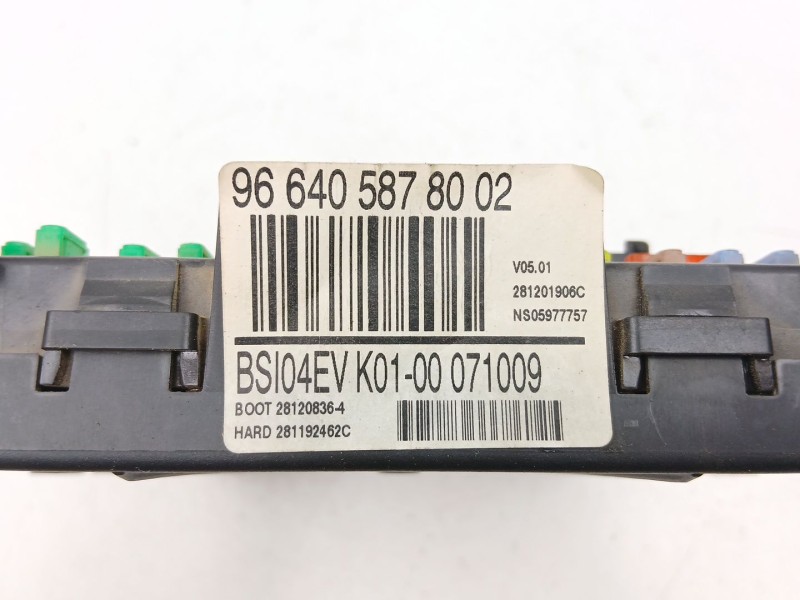 96 640 587 80 02
V05.01
281201906C
NS05977757
BSI04EV K01-00 071009
BOOT 28120836-4
HARD 281192462C